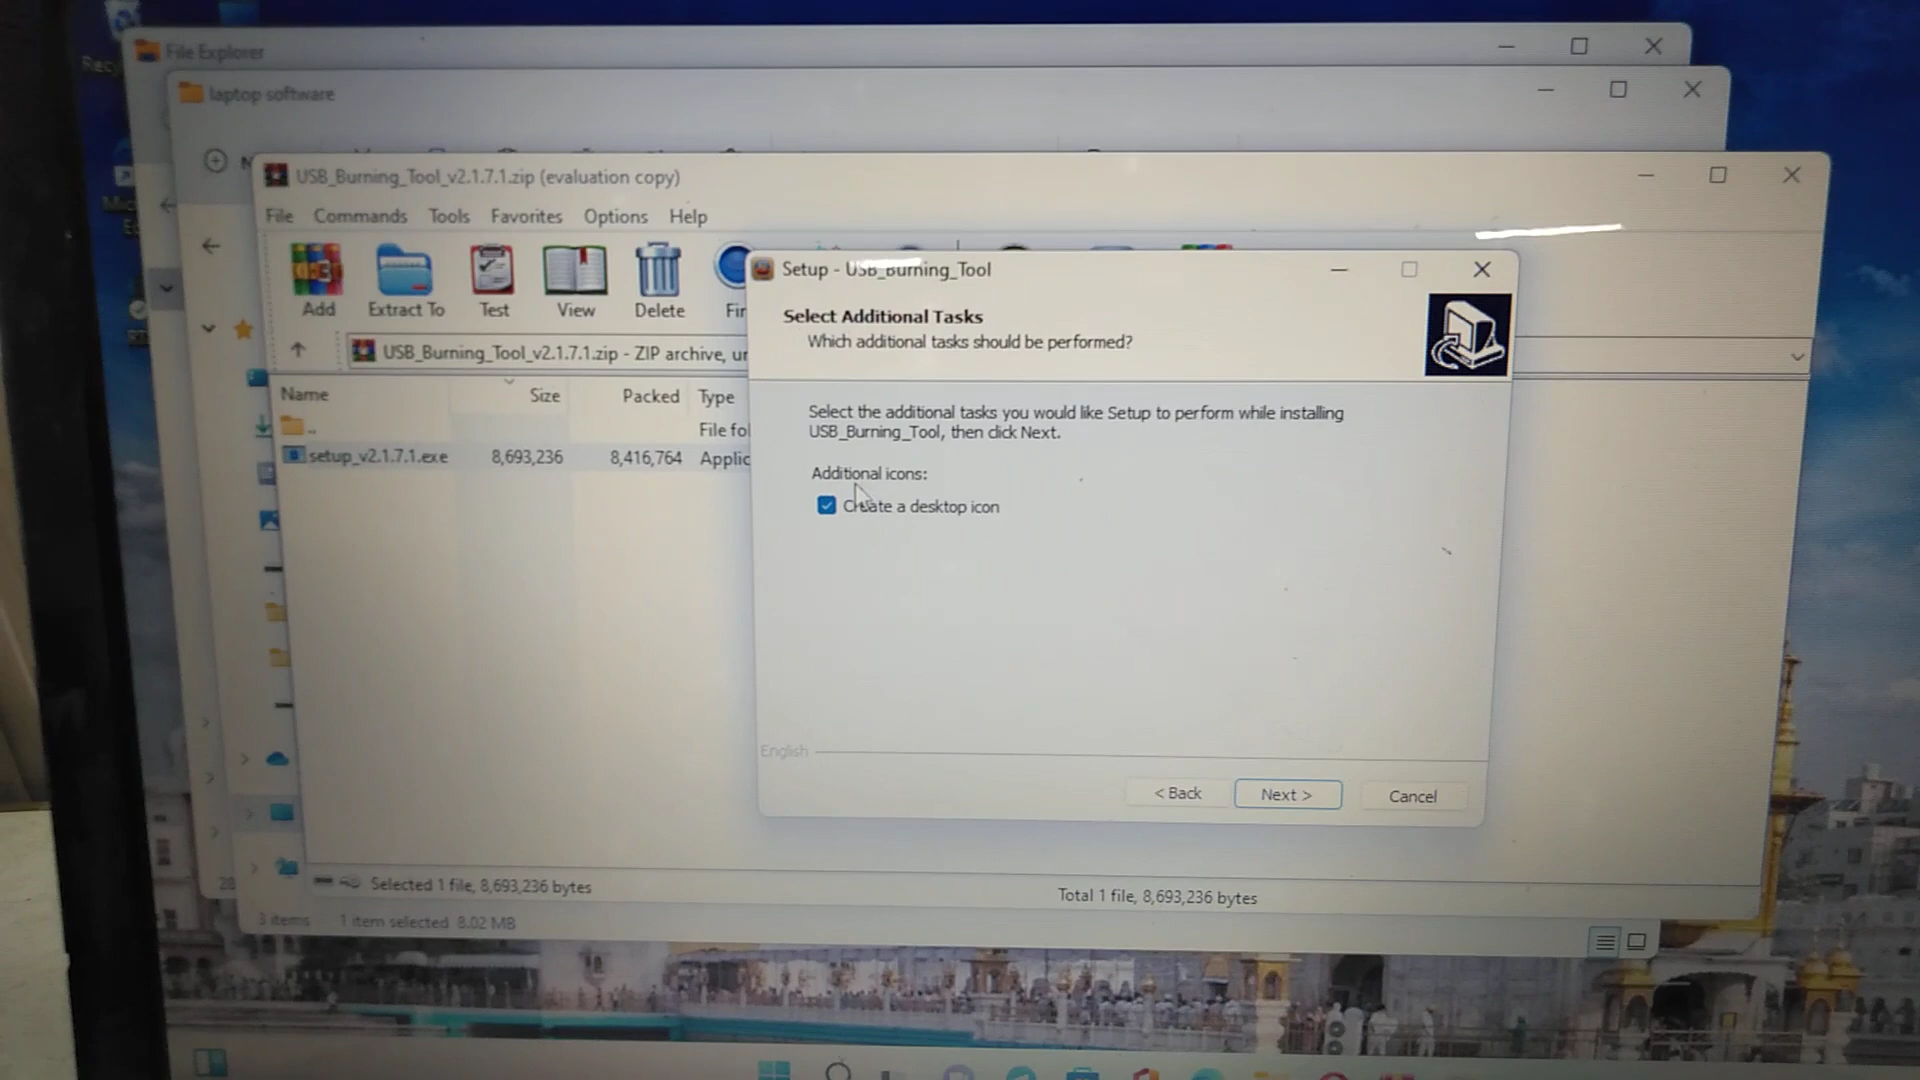 File Explorer
laptop software
USB_Burning_Tool_v2.1.7.1.zip (evaluation copy)
File Commands Tools Favorites Options Help
Add Extract To Test View Delete
USB_Burning_Tool_v2.1.7.1.zip - ZIP archive,
Name Size Packed Type
..
File fol
setup_v2.1.7.1.exe 8,693,236 8,416,764 Applic
Setup - USB_Burning_Tool
Select Additional Tasks
Which additional tasks should be performed?
Select the additional tasks you would like Setup to perform while installing
USB_Burning_Tool, then click Next.
Additional icons:
Create a desktop icon
English
< Back Next > Cancel
Selected 1 file, 8,693,236 bytes
Total 1 file, 8,693,236 bytes
3 items 1 item selected 8.02 MB